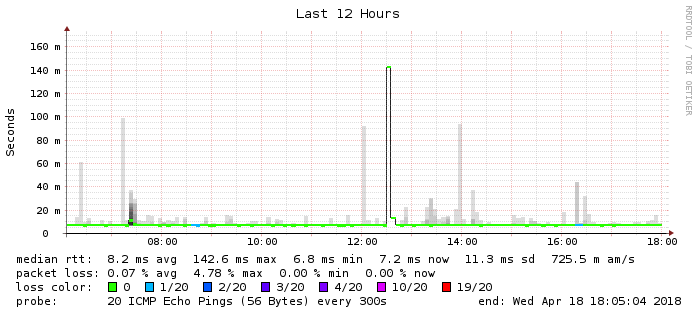 Last 12 Hours
RRDTOOL / TOBI OETIKER
Seconds
160 m
140 m
120 m
100 m
80 m
60 m
40 m
20 m
0
08:00 10:00 12:00 14:00 16:00 18:00
median rtt: 8.2 ms avg 142.6 ms max 6.8 ms min 7.2 ms now 11.3 ms sd 725.5 m am/s
packet loss: 0.07 % avg 4.78 % max 0.00 % min 0.00 % now
loss color: 0 1/20 2/20 3/20 4/20 10/20 19/20
probe: 20 ICMP Echo Pings (56 Bytes) every 300s end: Wed Apr 18 18:05:04 2018